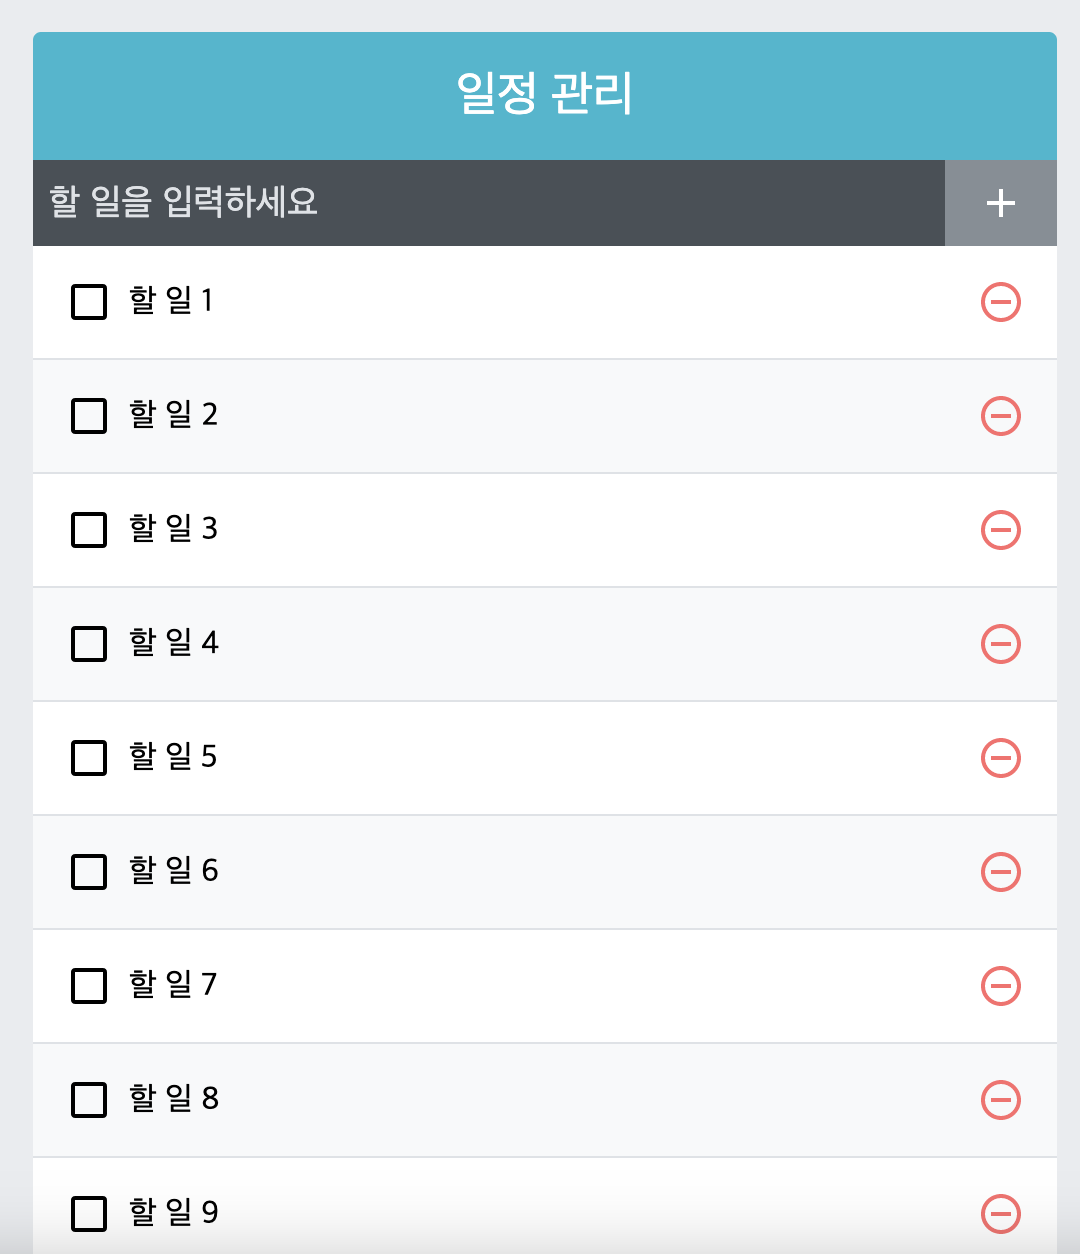 일정 관리
할 일을 입력하세요
할 일 1
할 일 2
할 일 3
할 일 4
할 일 5
할 일 6
할 일 7
할 일 8
할 일 9